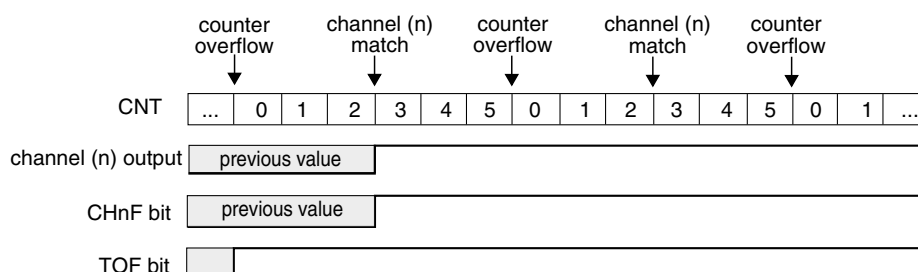 counter overflow
channel (n) match
counter overflow
channel (n) match
counter overflow
CNT ... 0 1 2 3 4 5 0 1 2 3 4 5 0 1 ...
channel (n) output previous value
CHnF bit previous value
TOF bit